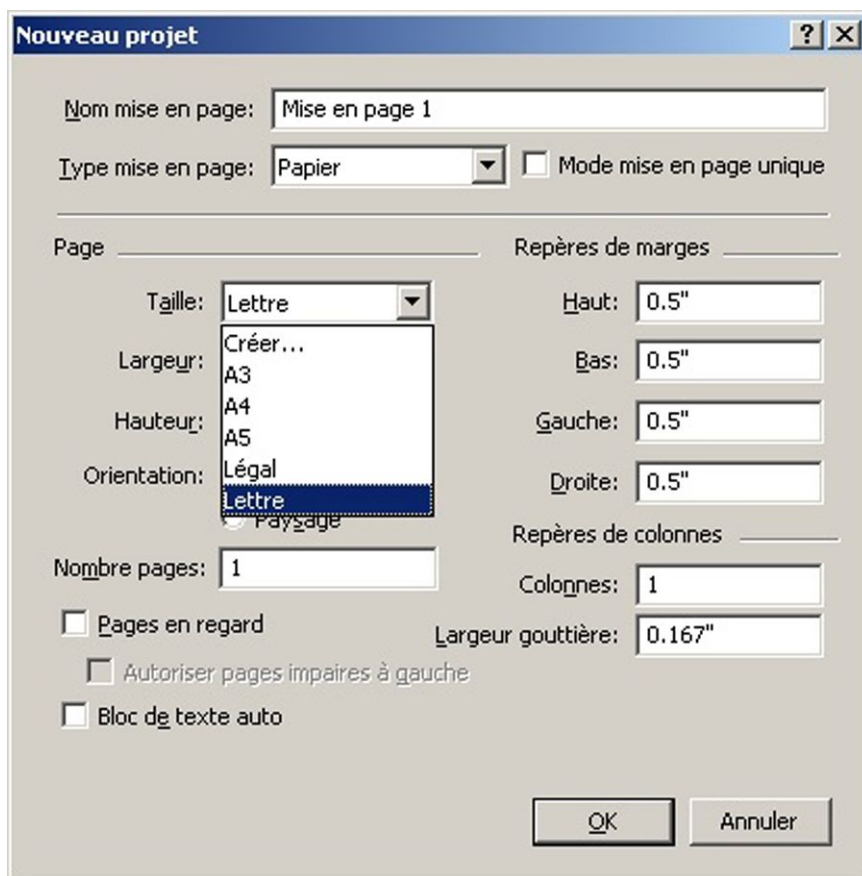 Nouveau projet
Nom mise en page: Mise en page 1
Type mise en page: Papier Mode mise en page unique
Page
Taille: Lettre
Créer...
A3
A4
A5
Légal
Lettre
Largeur:
Hauteur:
Orientation:
Paysage
Nombre pages: 1
Pages en regard
Autoriser pages impaires à gauche
Bloc de texte auto
Repères de marges
Haut: 0.5"
Bas: 0.5"
Gauche: 0.5"
Droite: 0.5"
Repères de colonnes
Colonnes: 1
Largeur gouttière: 0.167"
OK Annuler